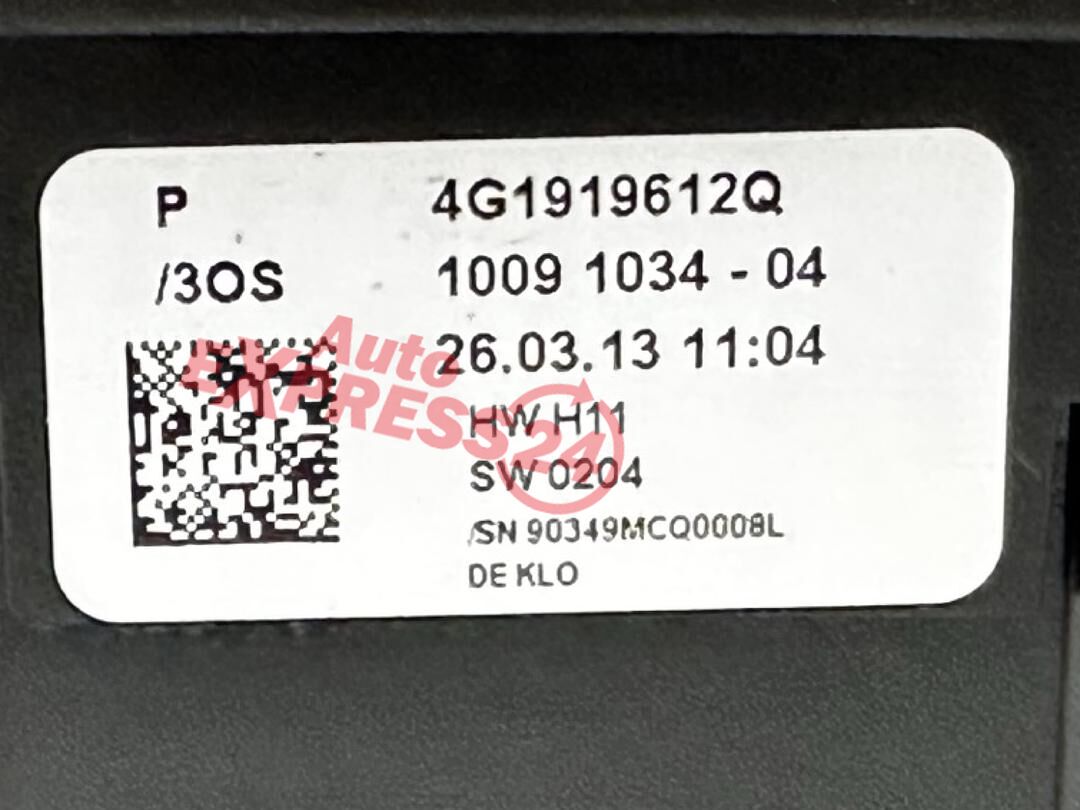 P 4G1919612Q
/3OS 1009 1034 - 04
26.03.13 11:04
HW H11
SW 0204
/SN 90349MCQ0008L
DE KLO
Auto
EXPRESS24